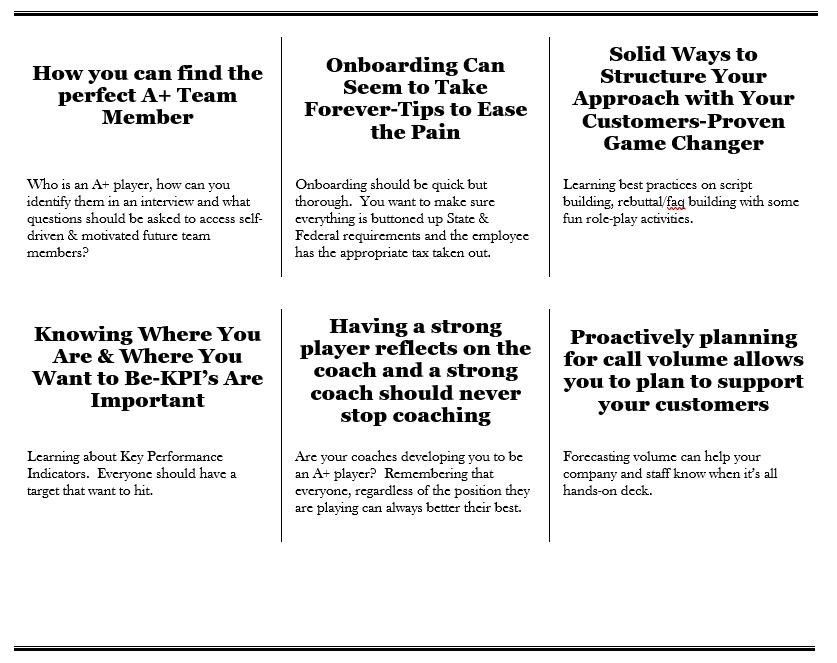 How you can find the
perfect A+ Team
Member
Who is an A+ player, how can you
identify them in an interview and what
questions should be asked to access self-
driven & motivated future team
members?
Onboarding Can
Seem to Take
Forever-Tips to Ease
the Pain
Onboarding should be quick but
thorough.  You want to make sure
everything is buttoned up State &
Federal requirements and the employee
has the appropriate tax taken out.
Solid Ways to
Structure Your
Approach with Your
Customers-Proven
Game Changer
Learning best practices on script
building, rebuttal/faq building with some
fun role-play activities.
Knowing Where You
Are & Where You
Want to Be-KPI’s Are
Important
Learning about Key Performance
Indicators.  Everyone should have a
target that want to hit.
Having a strong
player reflects on the
coach and a strong
coach should never
stop coaching
Are your coaches developing you to be
an A+ player?  Remembering that
everyone, regardless of the position they
are playing can always better their best.
Proactively planning
for call volume allows
you to plan to support
your customers
Forecasting volume can help your
company and staff know when it’s all
hands-on deck.